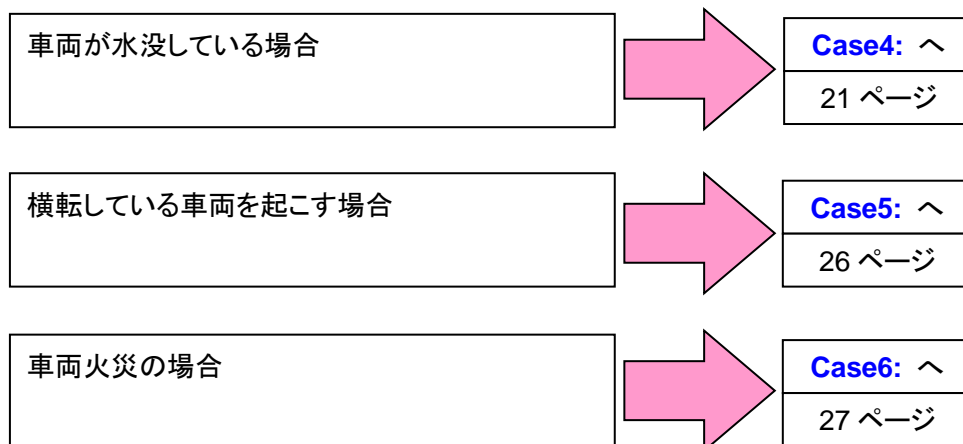 車両が水没している場合
Case4: へ
21 ページ
横転している車両を起こす場合
Case5: へ
26 ページ
車両火災の場合
Case6: へ
27 ページ